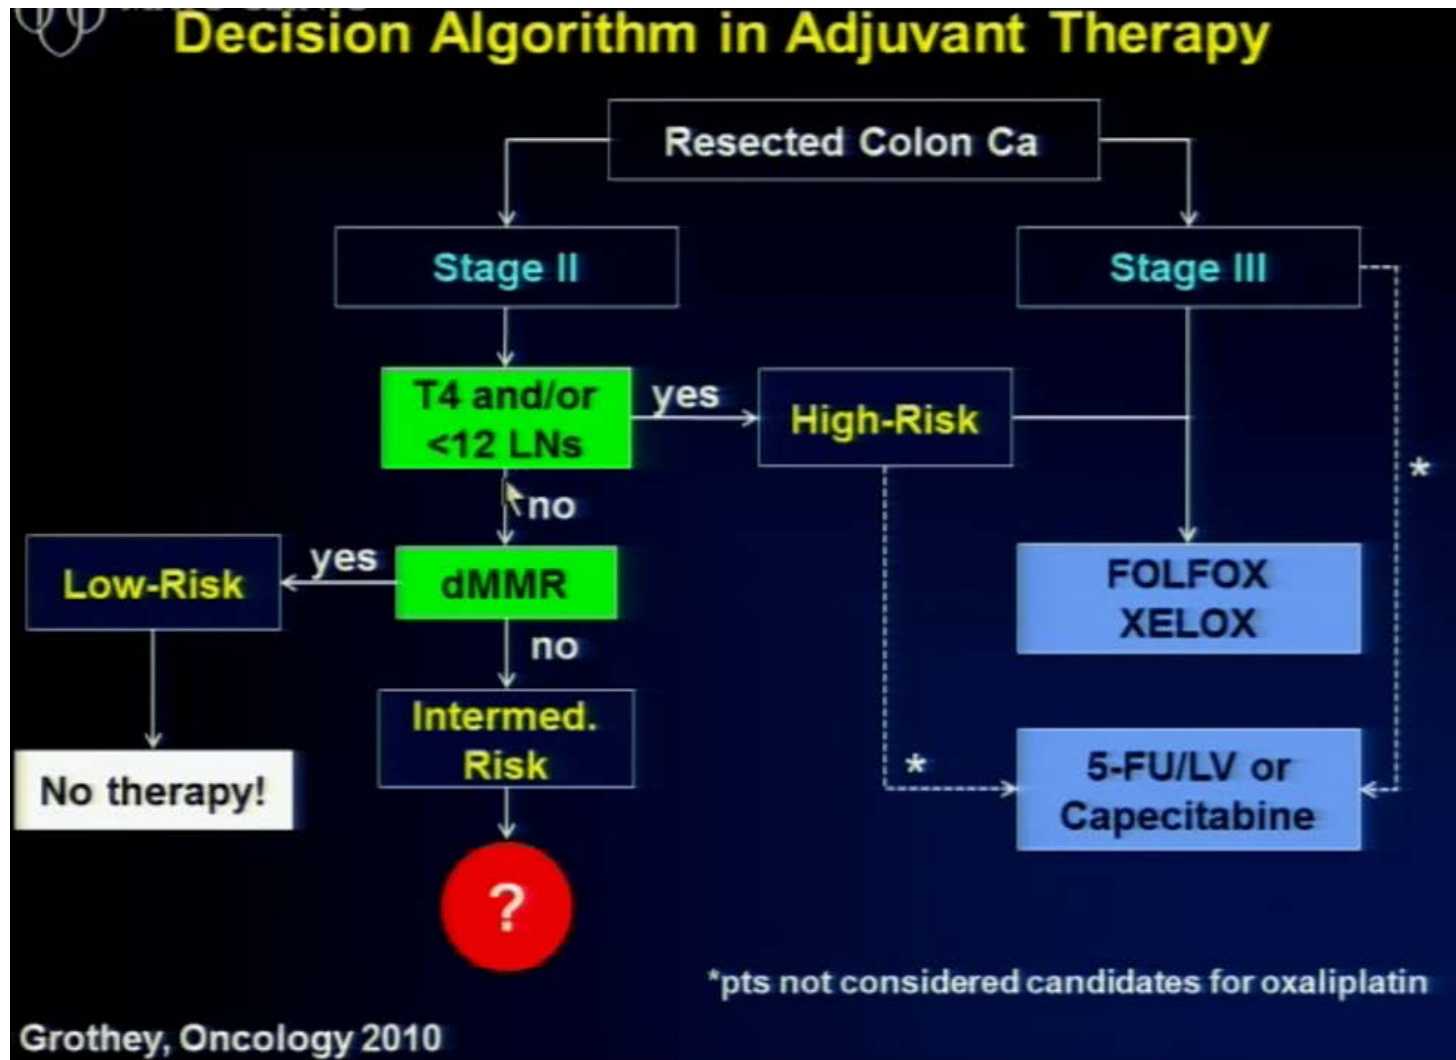 Decision Algorithm in Adjuvant Therapy
Resected Colon Ca
Stage II
Stage III
T4 and/or
<12 LNs
yes
High-Risk
*
no
Low-Risk
yes
dMMR
FOLFOX
XELOX
no
Intermed.
Risk
No therapy!
*
5-FU/LV or
Capecitabine
?
*pts not considered candidates for oxaliplatin
Grothey, Oncology 2010